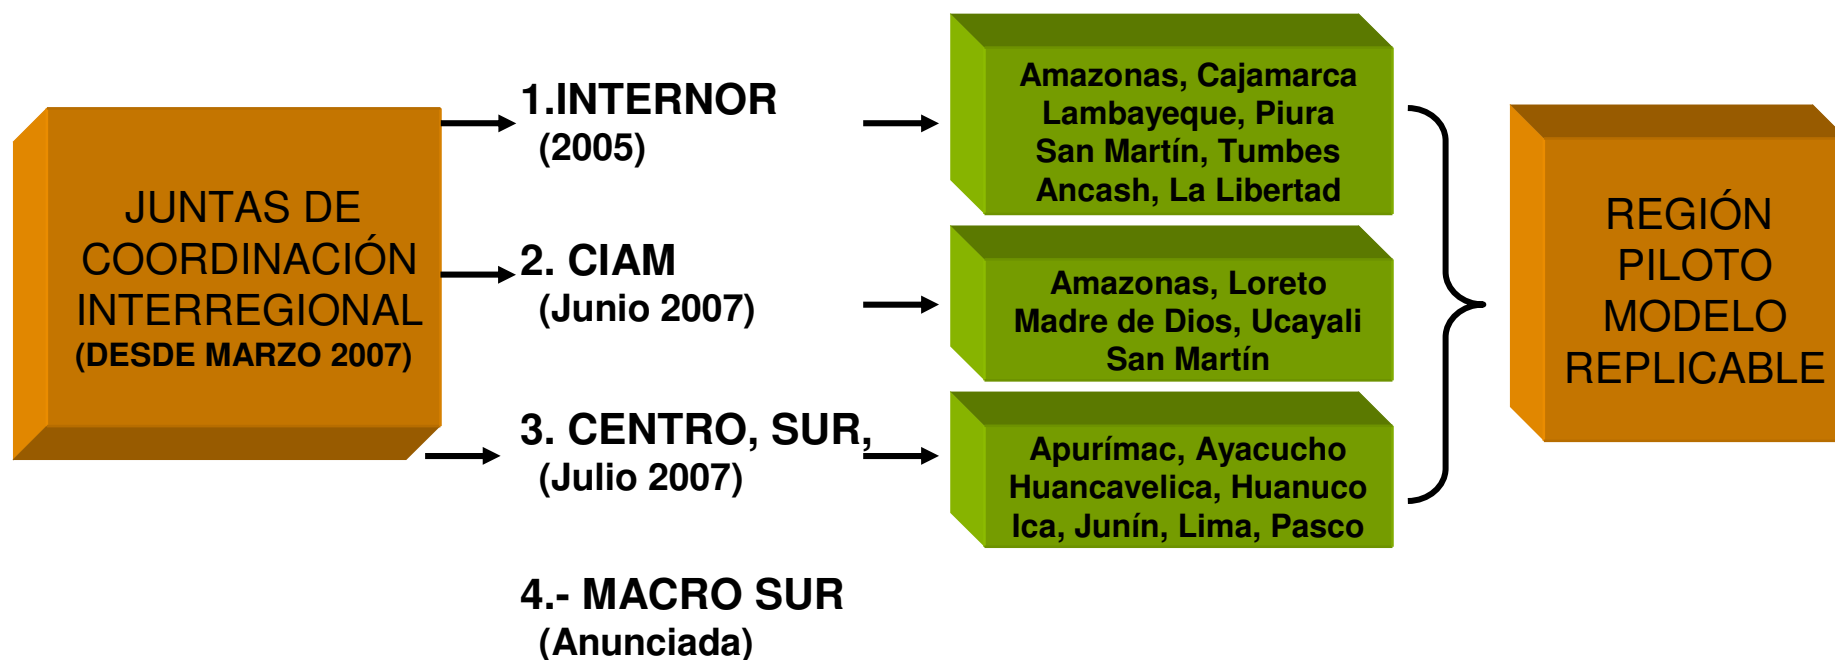 JUNTAS DE
COORDINACIÓN
INTERREGIONAL
(DESDE MARZO 2007)
1.INTERNOR
(2005)
Amazonas, Cajamarca
Lambayeque, Piura
San Martín, Tumbes
Ancash, La Libertad
2. CIAM
(Junio 2007)
Amazonas, Loreto
Madre de Dios, Ucayali
San Martín
3. CENTRO, SUR,
(Julio 2007)
Apurímac, Ayacucho
Huancavelica, Huanuco
Ica, Junín, Lima, Pasco
4.- MACRO SUR
(Anunciada)
REGIÓN
PILOTO
MODELO
REPLICABLE